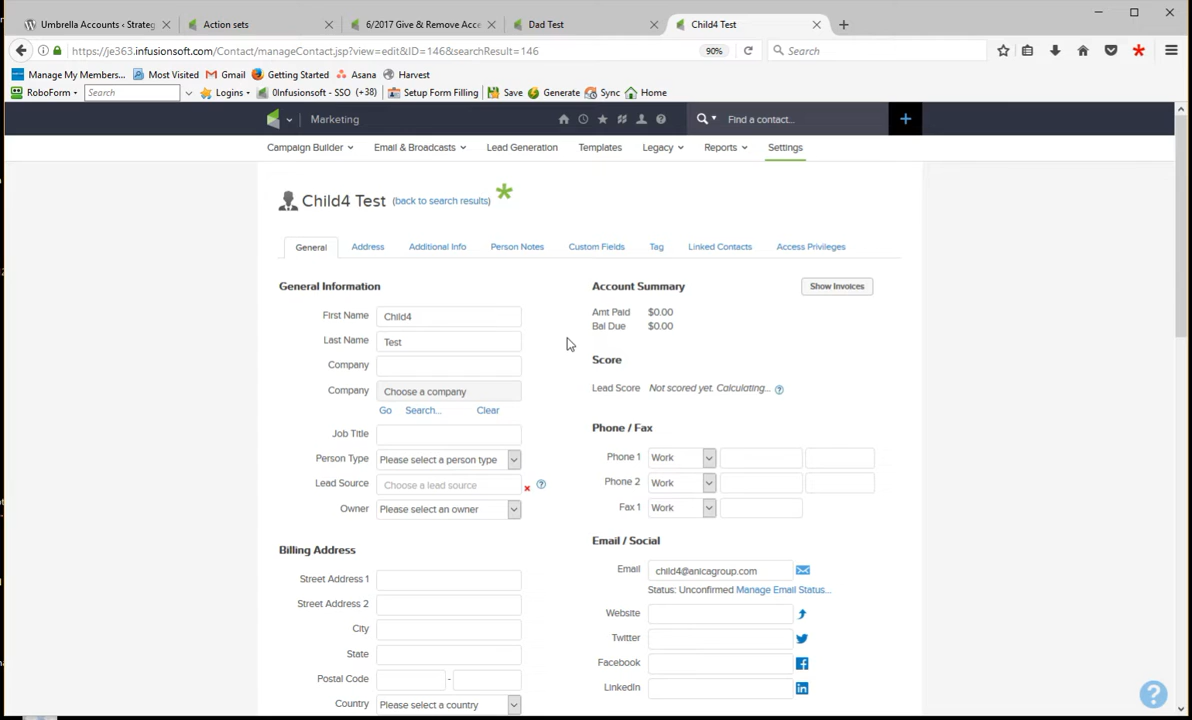 Umbrella Accounts ‹ Strateg
Action sets
6/2017 Give & Remove Acce
Dad Test
Child4 Test
https://je363.infusionsoft.com/Contact/manageContact.jsp?view=edit&ID=146&searchResult=146
90%
Search
Manage My Members...
Most Visited
Gmail
Getting Started
Asana
Harvest
RoboForm
Search
Logins
0Infusionsoft - SSO (+38)
Setup Form Filling
Save
Generate
Sync
Home
Marketing
Find a contact...
Campaign Builder
Email & Broadcasts
Lead Generation
Templates
Legacy
Reports
Settings
Child4 Test (back to search results) *
General
Address
Additional Info
Person Notes
Custom Fields
Tag
Linked Contacts
Access Privileges
General Information
First Name Child4
Last Name Test
Company
Company Choose a company
Go Search... Clear
Job Title
Person Type Please select a person type
Lead Source Choose a lead source
Owner Please select an owner
Billing Address
Street Address 1
Street Address 2
City
State
Postal Code -
Country Please select a country
Account Summary
Show Invoices
Amt Paid $0.00
Bal Due $0.00
Score
Lead Score Not scored yet. Calculating...
Phone / Fax
Phone 1 Work
Phone 2 Work
Fax 1 Work
Email / Social
Email child4@anicagroup.com
Status: Unconfirmed Manage Email Status...
Website
Twitter
Facebook
LinkedIn